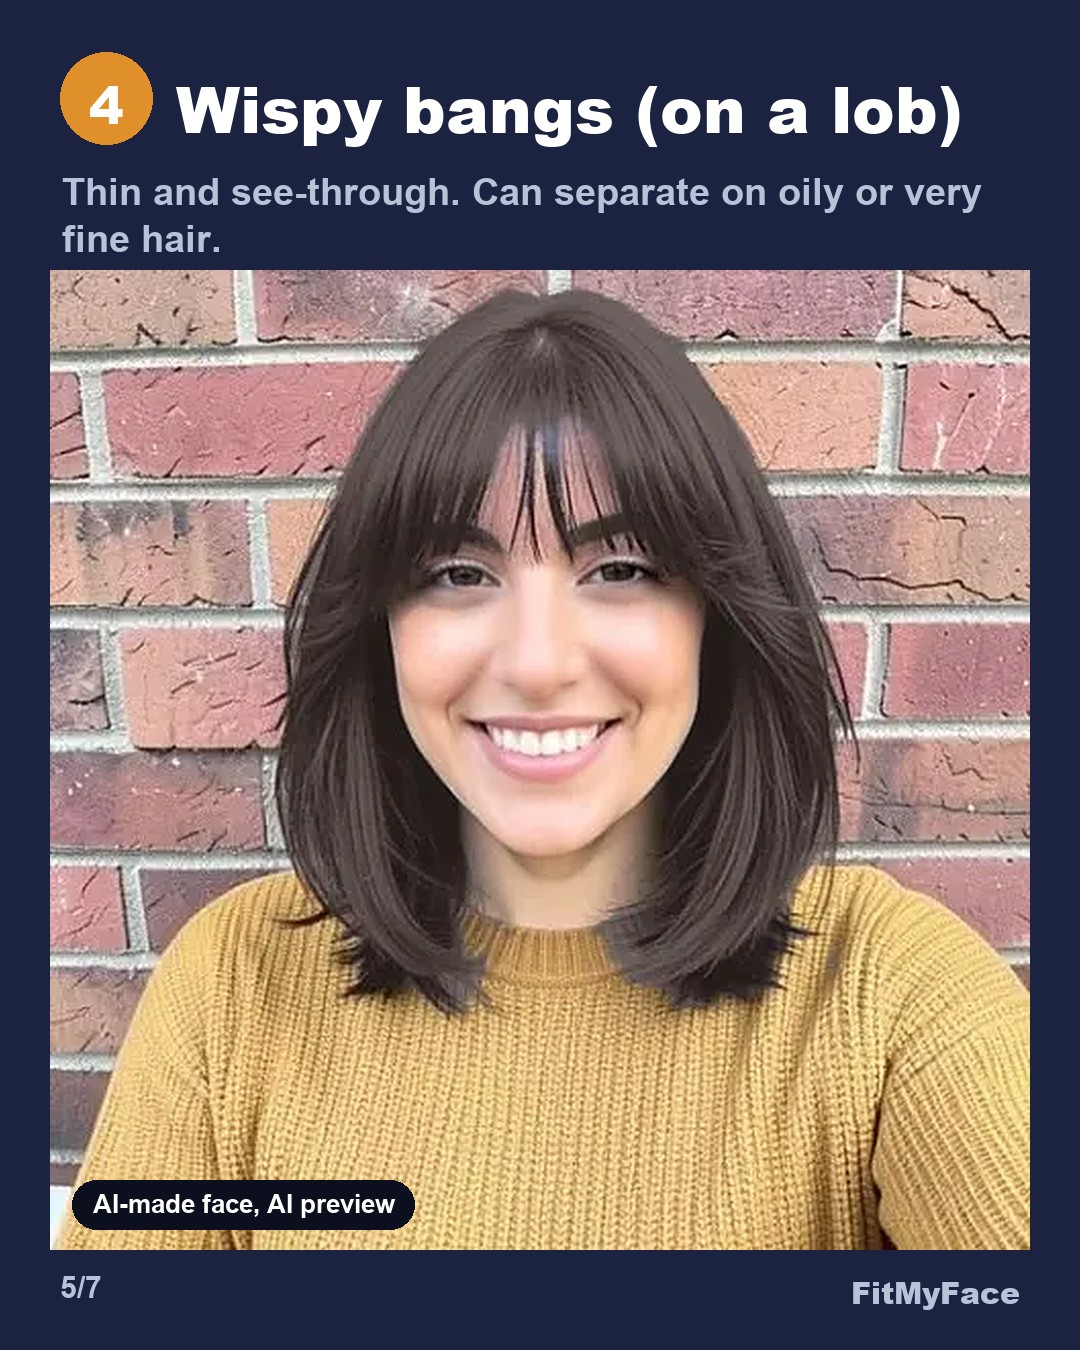 4
Wispy bangs (on a lob)
Thin and see-through. Can separate on oily or very
fine hair.
AI-made face, AI preview
5/7
FitMyFace